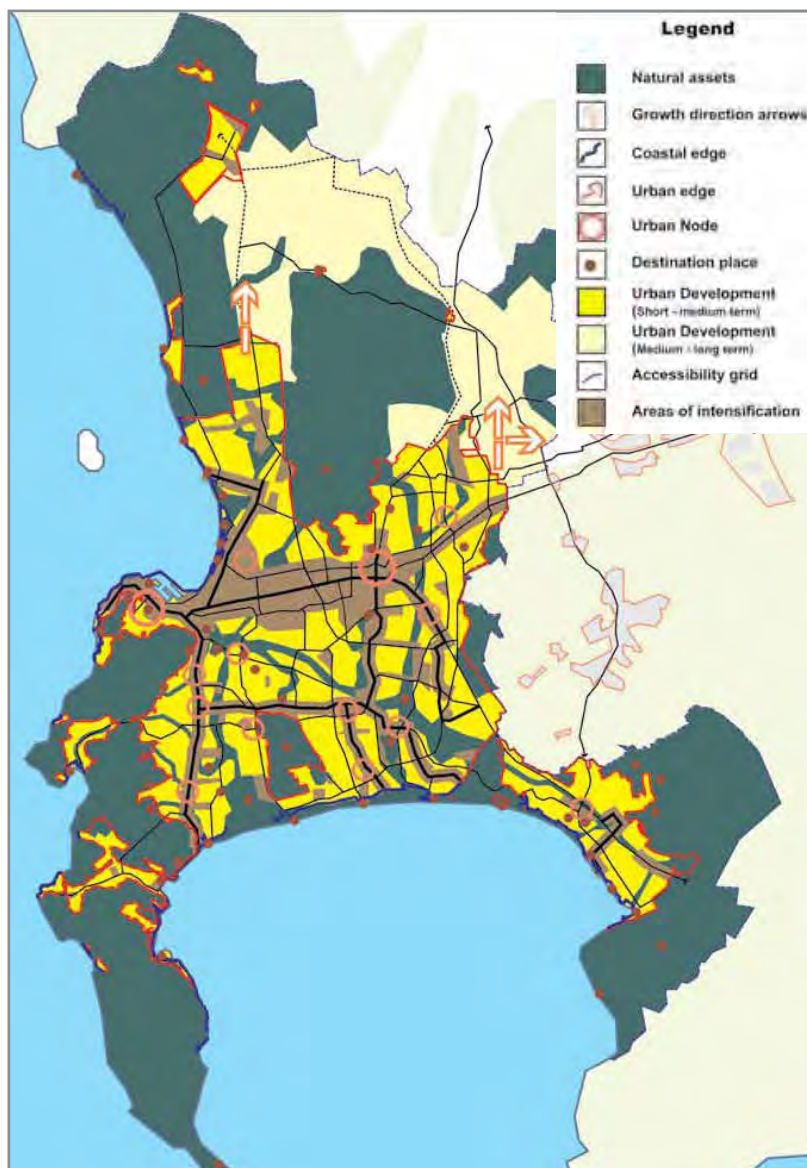 Legend
Natural assets
Growth direction arrows
Coastal edge
Urban edge
Urban Node
Destination place
Urban Development
(Short - medium term)
Urban Development
(Medium - long term)
Accessibility grid
Areas of intensification